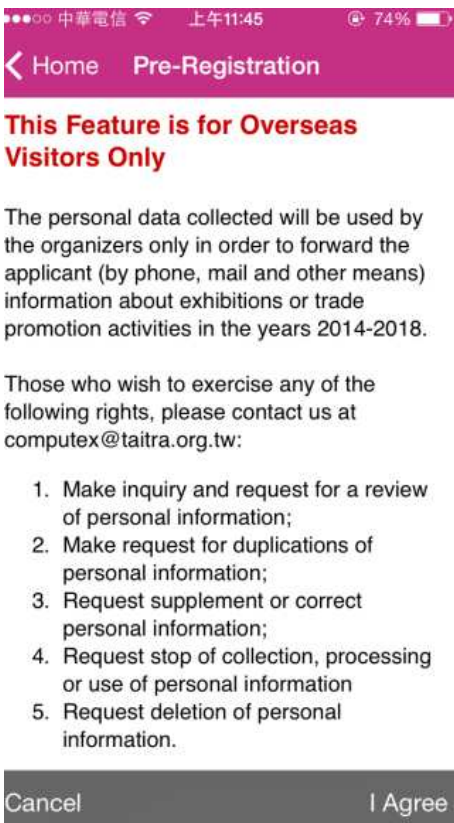 中華電信 上午11:45 74%
Home Pre-Registration
This Feature is for Overseas
Visitors Only
The personal data collected will be used by
the organizers only in order to forward the
applicant (by phone, mail and other means)
information about exhibitions or trade
promotion activities in the years 2014-2018.
Those who wish to exercise any of the
following rights, please contact us at
computex@taitra.org.tw:
1. Make inquiry and request for a review
of personal information;
2. Make request for duplications of
personal information;
3. Request supplement or correct
personal information;
4. Request stop of collection, processing
or use of personal information
5. Request deletion of personal
information.
Cancel I Agree